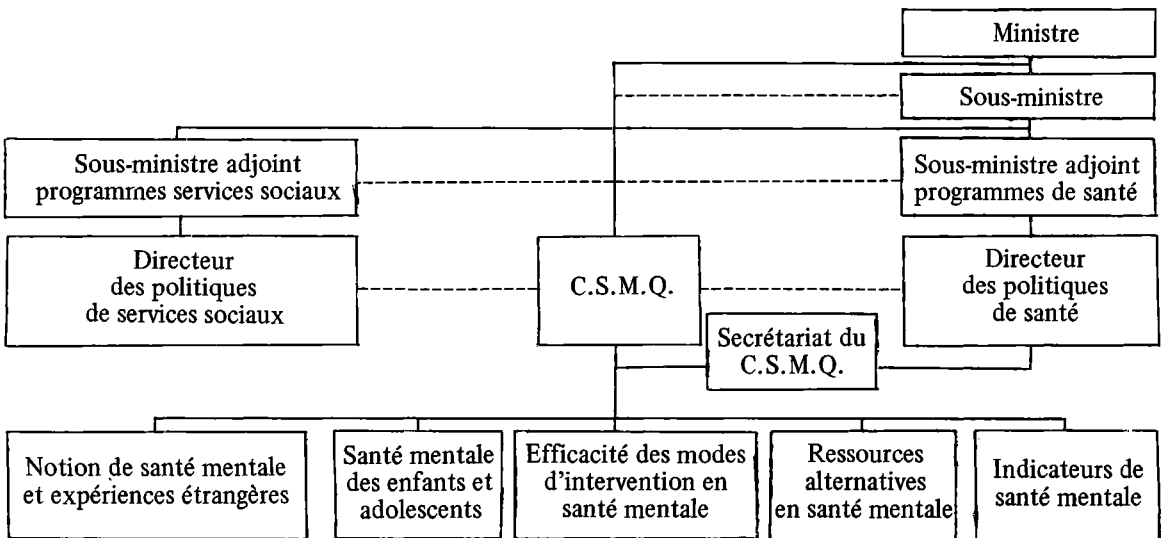 Ministre
Sous-ministre
Sous-ministre adjoint
programmes services sociaux
Sous-ministre adjoint
programmes de santé
Directeur
des politiques
de services sociaux
C.S.M.Q.
Directeur
des politiques
de santé
Secrétariat du
C.S.M.Q.
Notion de santé mentale
et expériences étrangères
Santé mentale
des enfants et
adolescents
Efficacité des modes
d'intervention en
santé mentale
Ressources
alternatives
en santé mentale
Indicateurs de
santé mentale